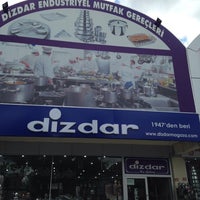 DİZDAR ENDÜSTRİYEL MUTFAK GEREÇLERİ
dizdar
1947'den beri
www.dizdarmagaza.com
dizdar